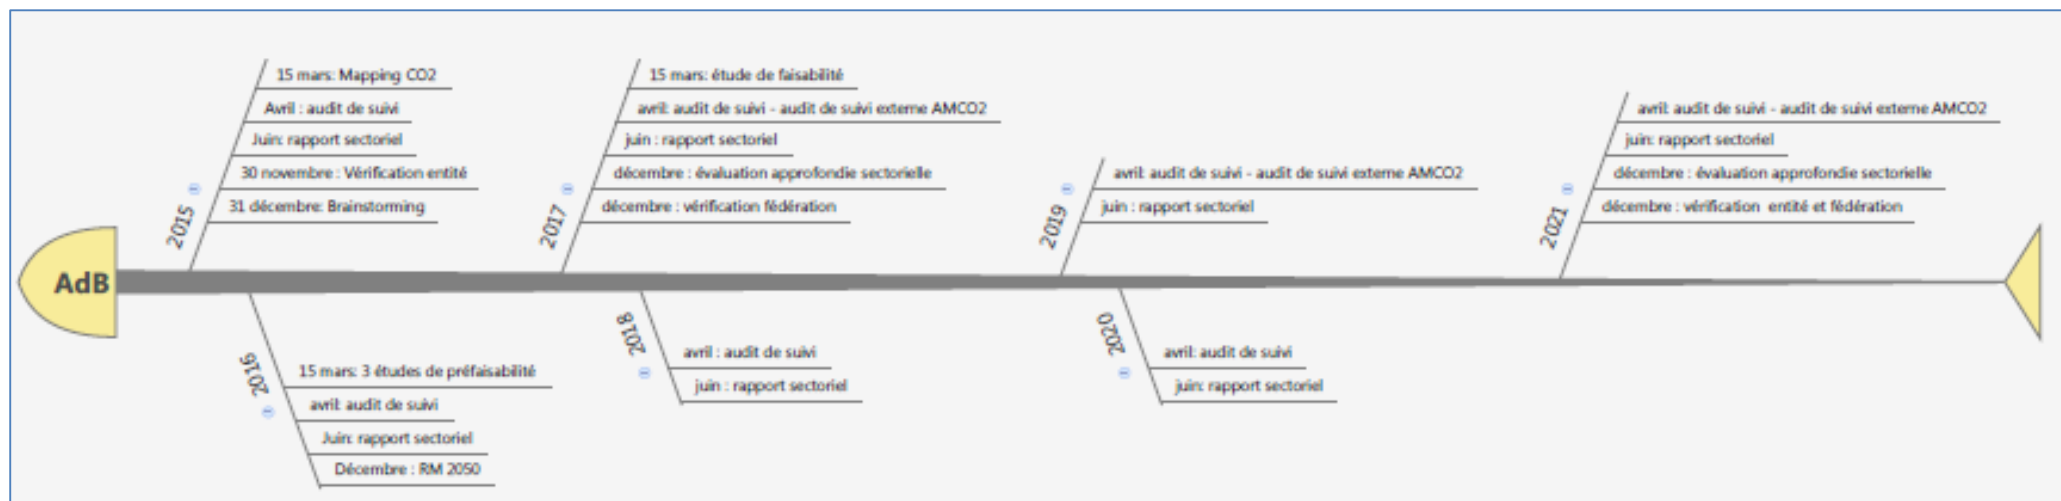 AdB
2015
15 mars: Mapping CO2
Avril : audit de suivi
Juin: rapport sectoriel
30 novembre : Vérification entité
31 décembre: Brainstorming
2016
15 mars: 3 études de préfaisabilité
avril: audit de suivi
Juin: rapport sectoriel
Décembre : RM 2050
2017
15 mars: étude de faisabilité
avril: audit de suivi - audit de suivi externe AMCO2
juin : rapport sectoriel
décembre : évaluation approfondie sectorielle
décembre : vérification fédération
2018
avril : audit de suivi
juin : rapport sectoriel
2019
avril: audit de suivi - audit de suivi externe AMCO2
juin : rapport sectoriel
2020
avril: audit de suivi
juin: rapport sectoriel
2021
avril: audit de suivi - audit de suivi externe AMCO2
juin: rapport sectoriel
décembre : évaluation approfondie sectorielle
décembre : vérification entité et fédération